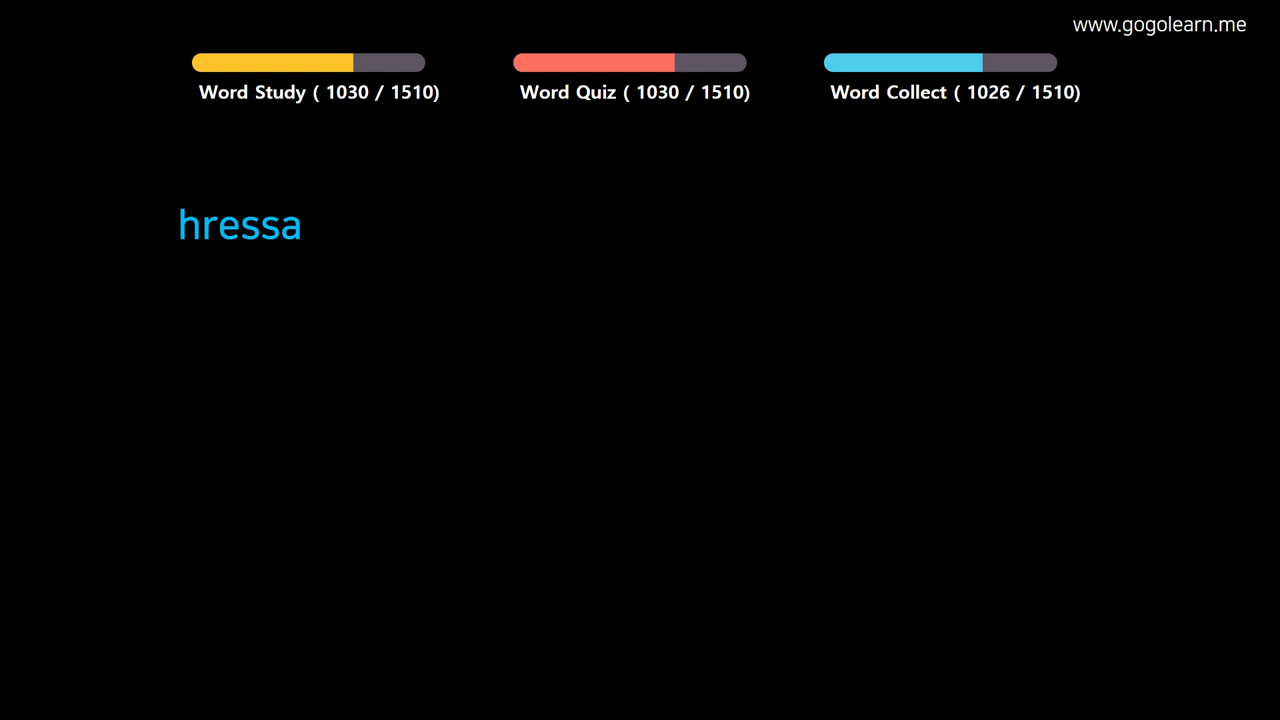 www.gogolearn.me
Word Study ( 1030 / 1510)
Word Quiz ( 1030 / 1510)
Word Collect ( 1026 / 1510)
hressa